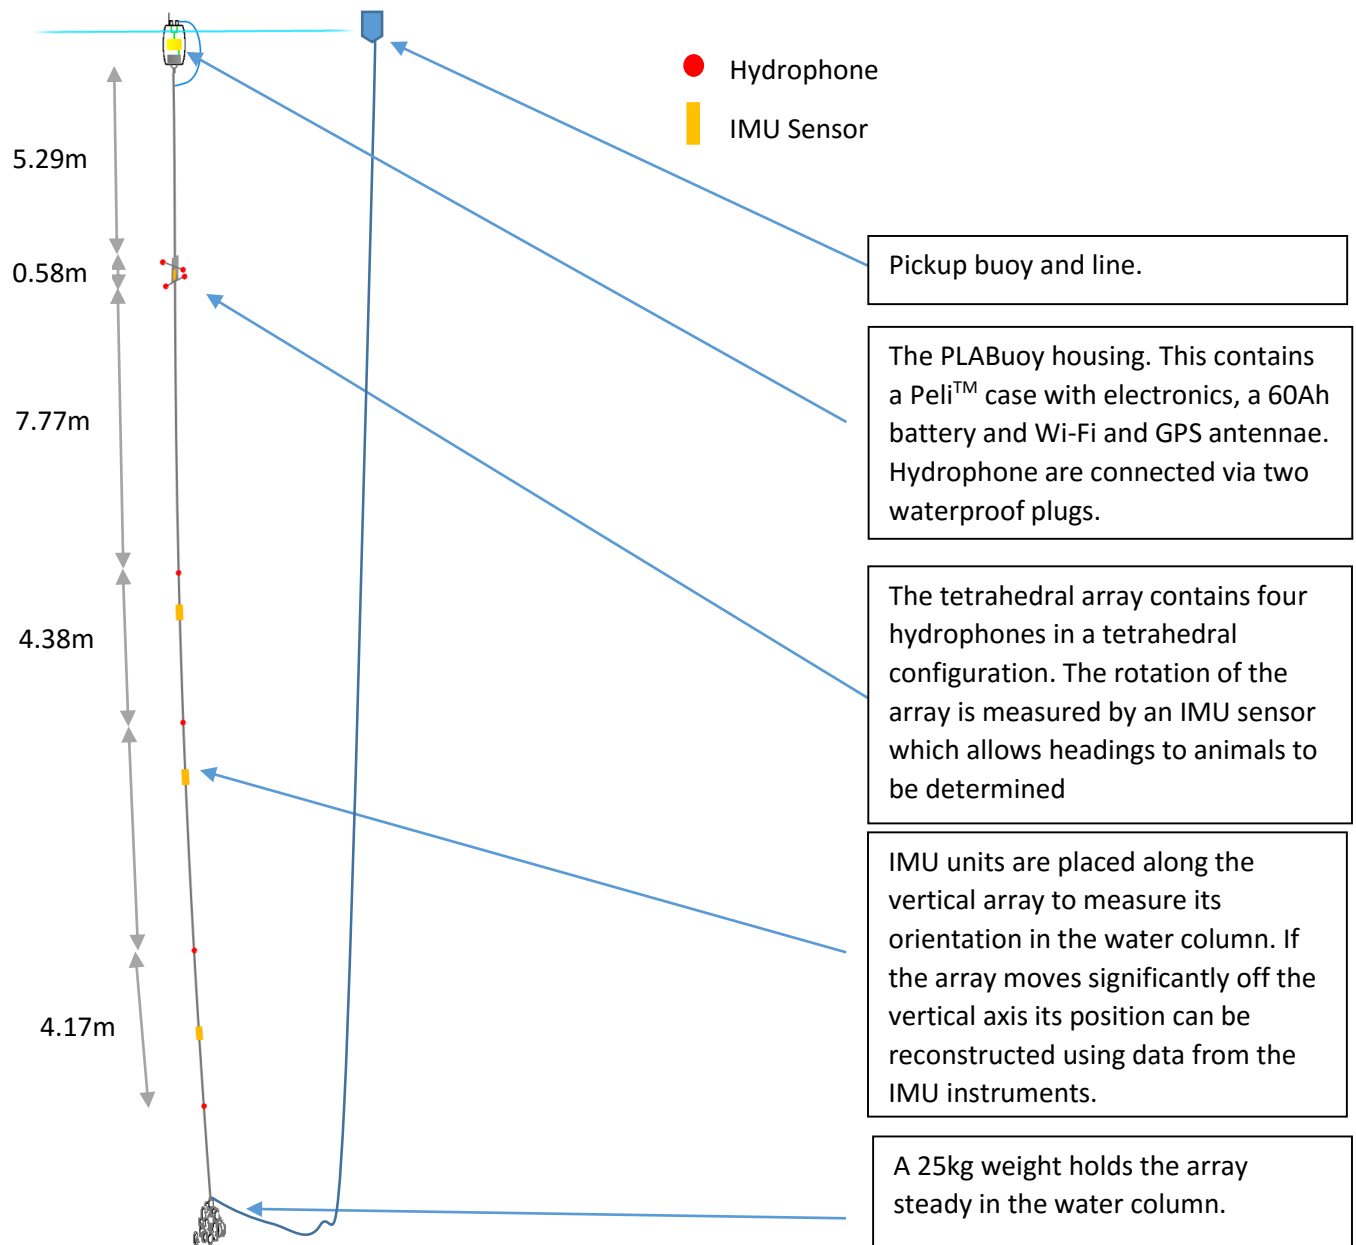 Hydrophone
IMU Sensor
5.29m
0.58m
7.77m
4.38m
4.17m
Pickup buoy and line.
The PLABuoy housing. This contains
a Peli™ case with electronics, a 60Ah
battery and Wi-Fi and GPS antennae.
Hydrophone are connected via two
waterproof plugs.
The tetrahedral array contains four
hydrophones in a tetrahedral
configuration. The rotation of the
array is measured by an IMU sensor
which allows headings to animals to
be determined
IMU units are placed along the
vertical array to measure its
orientation in the water column. If
the array moves significantly off the
vertical axis its position can be
reconstructed using data from the
IMU instruments.
A 25kg weight holds the array
steady in the water column.